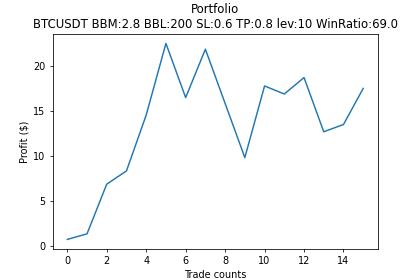 Portfolio
BTCUSDT BBM:2.8 BBL:200 SL:0.6 TP:0.8 lev:10 WinRatio:69.0
20
15
10
5
0
Profit ($)
0 2 4 6 8 10 12 14
Trade counts